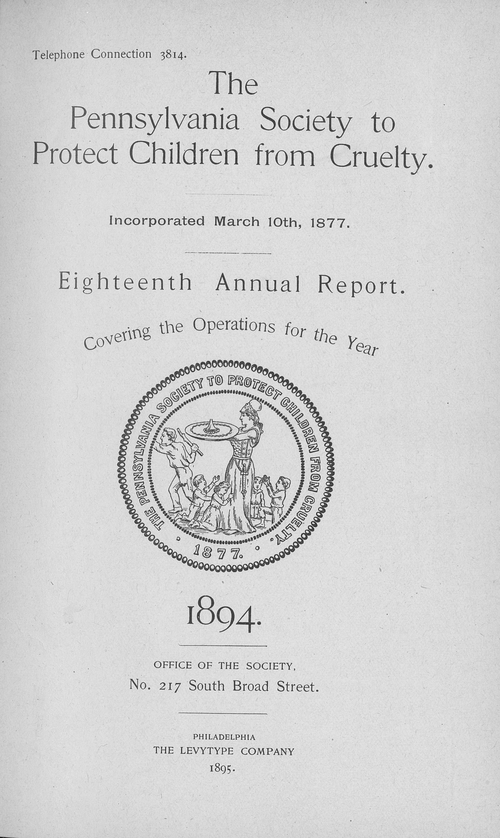 Telephone Connection 3814.
The
Pennsylvania Society to
Protect Children from Cruelty.
Incorporated March 10th, 1877.
Eighteenth Annual Report.
Covering the Operations for the Year
THE PENNSYLVANIA SOCIETY TO PROTECT CHILDREN FROM CRUELTY.
· 1877. ·
1894.
OFFICE OF THE SOCIETY,
No. 217 South Broad Street.
PHILADELPHIA
THE LEVYTYPE COMPANY
1895.